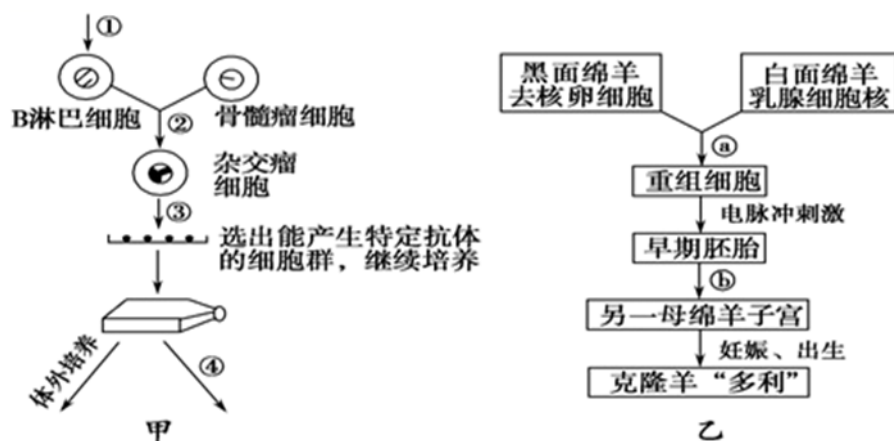 ①
B淋巴细胞
骨髓瘤细胞
②
杂交瘤
细胞
③
选出能产生特定抗体
的细胞群，继续培养
体外培养
④
甲
黑面绵羊
去核卵细胞
白面绵羊
乳腺细胞核
ⓐ
重组细胞
电脉冲刺激
早期胚胎
ⓑ
另一母绵羊子宫
妊娠、出生
克隆羊“多利”
乙